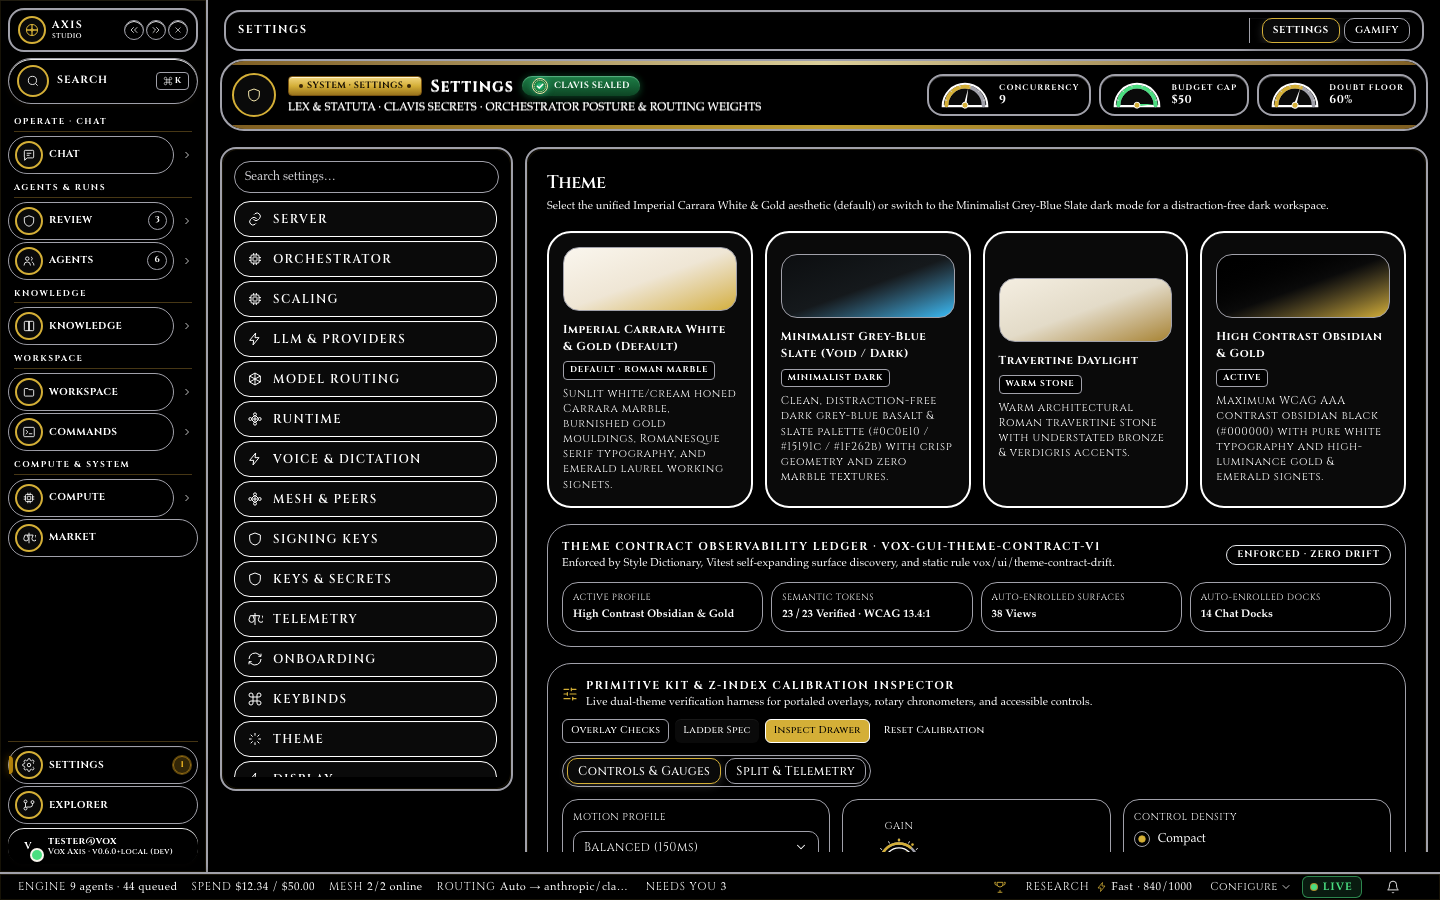 AXIS
STUDIO
SEARCH
⌘K
OPERATE · CHAT
CHAT
AGENTS & RUNS
REVIEW 3
AGENTS 6
KNOWLEDGE
KNOWLEDGE
WORKSPACE
WORKSPACE
COMMANDS
COMPUTE & SYSTEM
COMPUTE
MARKET
SETTINGS 1
EXPLORER
V
TESTER@VOX
VOX AXIS · V0.6.0+LOCAL (DEV)
SETTINGS
SETTINGS
GAMIFY
• SYSTEM · SETTINGS •
SETTINGS
CLAVIS SEALED
LEX & STATUTA · CLAVIS SECRETS · ORCHESTRATOR POSTURE & ROUTING WEIGHTS
CONCURRENCY
9
BUDGET CAP
$50
DOUBT FLOOR
60%
Search settings…
SERVER
ORCHESTRATOR
SCALING
LLM & PROVIDERS
MODEL ROUTING
RUNTIME
VOICE & DICTATION
MESH & PEERS
SIGNING KEYS
KEYS & SECRETS
TELEMETRY
ONBOARDING
KEYBINDS
THEME
DISPLAY
THEME
Select the unified Imperial Carrara White & Gold aesthetic (default) or switch to the Minimalist Grey-Blue Slate dark mode for a distraction-free dark workspace.
IMPERIAL CARRARA WHITE
& GOLD (DEFAULT)
DEFAULT · ROMAN MARBLE
SUNLIT WHITE/CREAM HONED
CARRARA MARBLE,
BURNISHED GOLD
MOULDINGS, ROMANESQUE
SERIF TYPOGRAPHY, AND
EMERALD LAUREL WORKING
SIGNETS.
MINIMALIST GREY-BLUE
SLATE (VOID / DARK)
MINIMALIST DARK
CLEAN, DISTRACTION-FREE
DARK GREY-BLUE BASALT &
SLATE PALETTE (#0C0E10 /
#15191C / #1F262B) WITH CRISP
GEOMETRY AND ZERO
MARBLE TEXTURES.
TRAVERTINE DAYLIGHT
WARM STONE
WARM ARCHITECTURAL
ROMAN TRAVERTINE STONE
WITH UNDERSTATED BRONZE
& VERDIGRIS ACCENTS.
HIGH CONTRAST OBSIDIAN
& GOLD
ACTIVE
MAXIMUM WCAG AAA
CONTRAST OBSIDIAN BLACK
(#000000) WITH PURE WHITE
TYPOGRAPHY AND HIGH-
LUMINANCE GOLD &
EMERALD SIGNETS.
THEME CONTRACT OBSERVABILITY LEDGER · VOX-GUI-THEME-CONTRACT-V1
Enforced by Style Dictionary, Vitest self-expanding surface discovery, and static rule vox/ui/theme-contract-drift.
ENFORCED · ZERO DRIFT
ACTIVE PROFILE
High Contrast Obsidian & Gold
SEMANTIC TOKENS
23 / 23 Verified · WCAG 13.4:1
AUTO-ENROLLED SURFACES
38 Views
AUTO-ENROLLED DOCKS
14 Chat Docks
PRIMITIVE KIT & Z-INDEX CALIBRATION INSPECTOR
Live dual-theme verification harness for portaled overlays, rotary chronometers, and accessible controls.
OVERLAY CHECKS
LADDER SPEC
INSPECT DRAWER
RESET CALIBRATION
CONTROLS & GAUGES
SPLIT & TELEMETRY
MOTION PROFILE
BALANCED (150MS)
GAIN
CONTROL DENSITY
Compact
ENGINE 9 agents · 44 queued
SPEND $12.34 / $50.00
MESH 2/2 online
ROUTING Auto → anthropic/cla…
NEEDS YOU 3
RESEARCH
Fast · 840/1000
CONFIGURE
LIVE